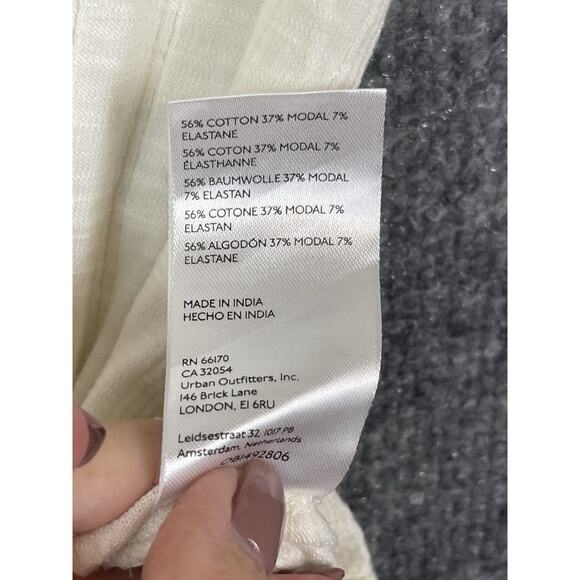 56% COTTON 37% MODAL 7%
ELASTANE
56% COTON 37% MODAL 7%
ÉLASTHANNE
56% BAUMWOLLE 37% MODAL
7% ELASTAN
56% COTONE 37% MODAL 7%
ELASTAN
56% ALGODÓN 37% MODAL 7%
ELASTANE
MADE IN INDIA
HECHO EN INDIA
RN 66170
CA 32054
Urban Outfitters, Inc.
146 Brick Lane
LONDON, E1 6RU
Leidsestraat 32, 1017 PB
Amsterdam, Netherlands
OB1492806